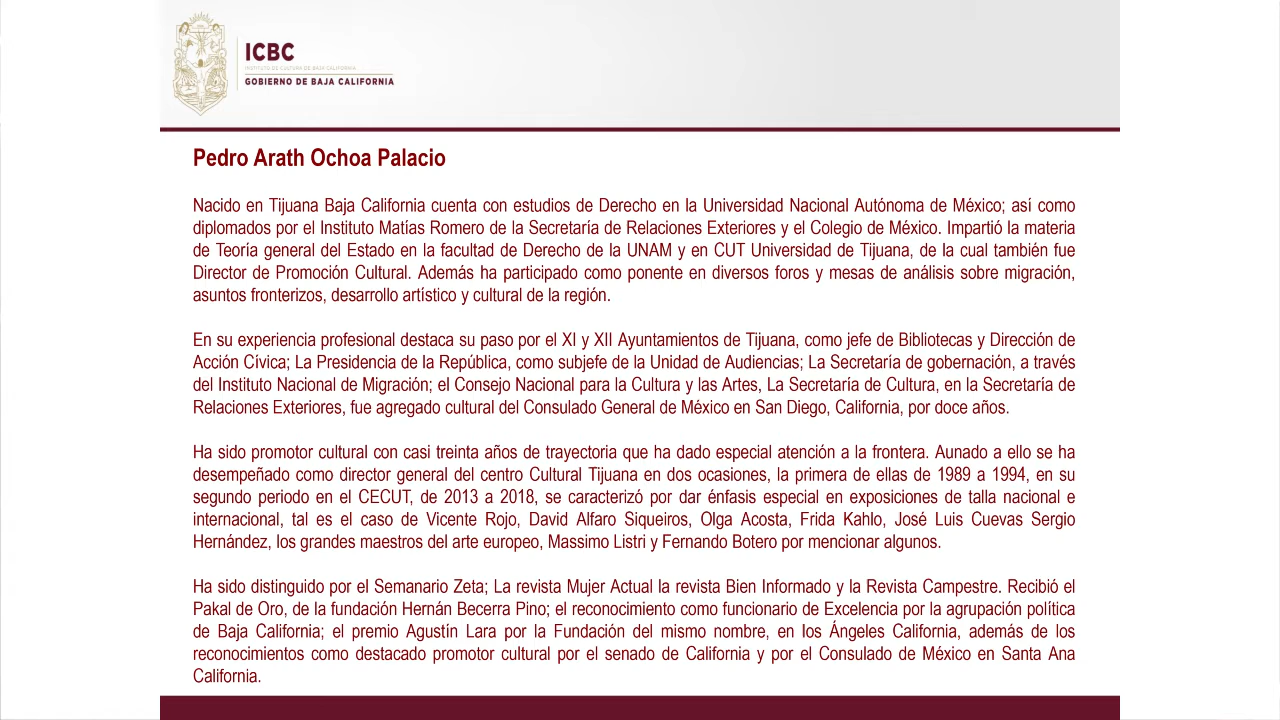 ICBC
INSTITUTO DE CULTURA DE BAJA CALIFORNIA
GOBIERNO DE BAJA CALIFORNIA
Pedro Arath Ochoa Palacio
Nacido en Tijuana Baja California cuenta con estudios de Derecho en la Universidad Nacional Autónoma de México; así como
diplomados por el Instituto Matías Romero de la Secretaría de Relaciones Exteriores y el Colegio de México. Impartió la materia
de Teoría general del Estado en la facultad de Derecho de la UNAM y en CUT Universidad de Tijuana, de la cual también fue
Director de Promoción Cultural. Además ha participado como ponente en diversos foros y mesas de análisis sobre migración,
asuntos fronterizos, desarrollo artístico y cultural de la región.
En su experiencia profesional destaca su paso por el XI y XII Ayuntamientos de Tijuana, como jefe de Bibliotecas y Dirección de
Acción Cívica; La Presidencia de la República, como subjefe de la Unidad de Audiencias; La Secretaría de gobernación, a través
del Instituto Nacional de Migración; el Consejo Nacional para la Cultura y las Artes, La Secretaría de Cultura, en la Secretaría de
Relaciones Exteriores, fue agregado cultural del Consulado General de México en San Diego, California, por doce años.
Ha sido promotor cultural con casi treinta años de trayectoria que ha dado especial atención a la frontera. Aunado a ello se ha
desempeñado como director general del centro Cultural Tijuana en dos ocasiones, la primera de ellas de 1989 a 1994, en su
segundo periodo en el CECUT, de 2013 a 2018, se caracterizó por dar énfasis especial en exposiciones de talla nacional e
internacional, tal es el caso de Vicente Rojo, David Alfaro Siqueiros, Olga Acosta, Frida Kahlo, José Luis Cuevas Sergio
Hernández, los grandes maestros del arte europeo, Massimo Listri y Fernando Botero por mencionar algunos.
Ha sido distinguido por el Semanario Zeta; La revista Mujer Actual la revista Bien Informado y la Revista Campestre. Recibió el
Pakal de Oro, de la fundación Hernán Becerra Pino; el reconocimiento como funcionario de Excelencia por la agrupación política
de Baja California; el premio Agustín Lara por la Fundación del mismo nombre, en los Ángeles California, además de los
reconocimientos como destacado promotor cultural por el senado de California y por el Consulado de México en Santa Ana
California.